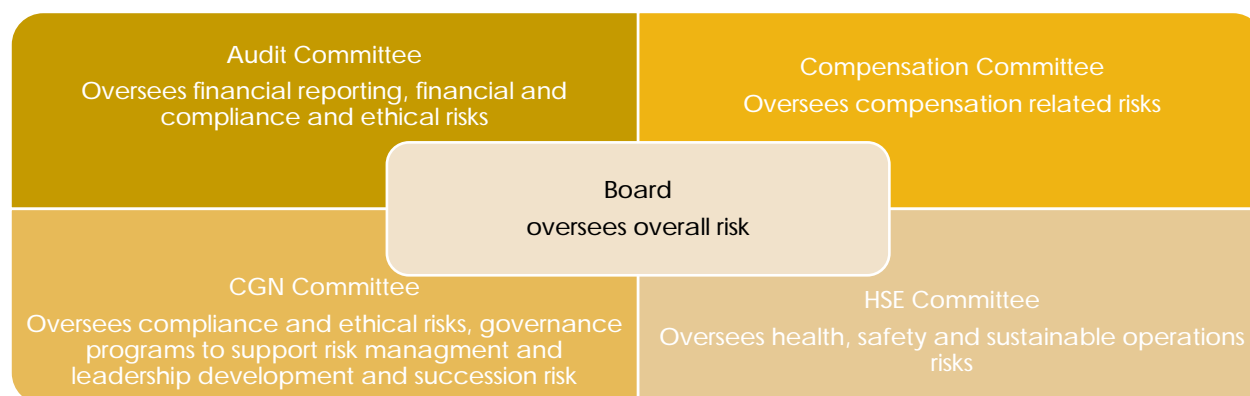 Audit Committee
Oversees financial reporting, financial and
compliance and ethical risks
Compensation Committee
Oversees compensation related risks
Board
oversees overall risk
CGN Committee
Oversees compliance and ethical risks, governance
programs to support risk managment and
leadership development and succession risk
HSE Committee
Oversees health, safety and sustainable operations
risks